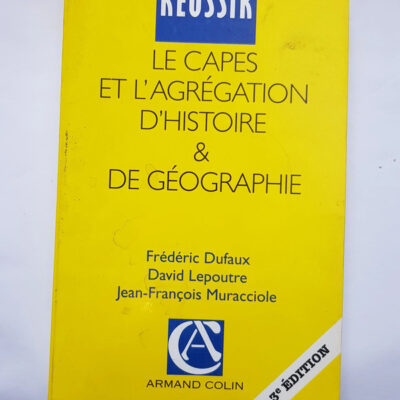 RÉUSSIR
LE CAPES
ET L'AGRÉGATION
D'HISTOIRE
&
DE GÉOGRAPHIE
Frédéric Dufaux
David Lepoutre
Jean-François Muracciole
CA
ARMAND COLIN
3e ÉDITION